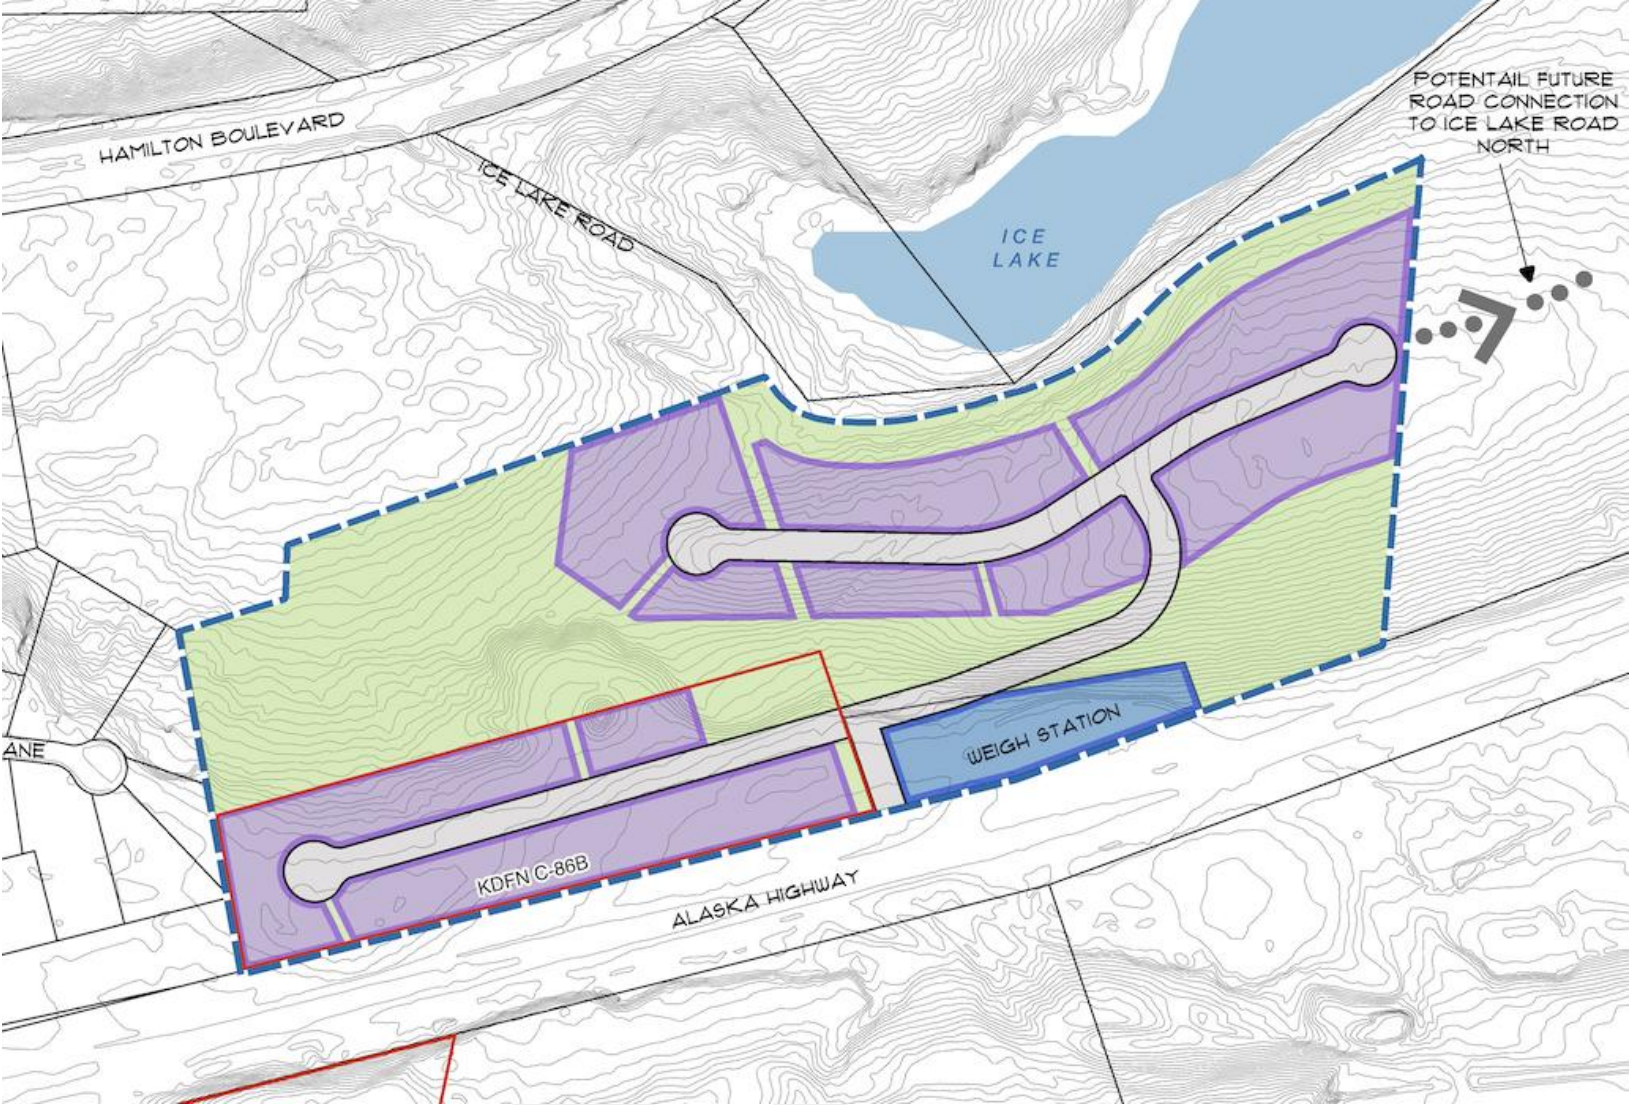 POTENTAIL FUTURE
ROAD CONNECTION
TO ICE LAKE ROAD
NORTH
HAMILTON BOULEVARD
ICE LAKE ROAD
ICE
LAKE
WEIGH STATION
ANE
KDFN C-86B
ALASKA HIGHWAY